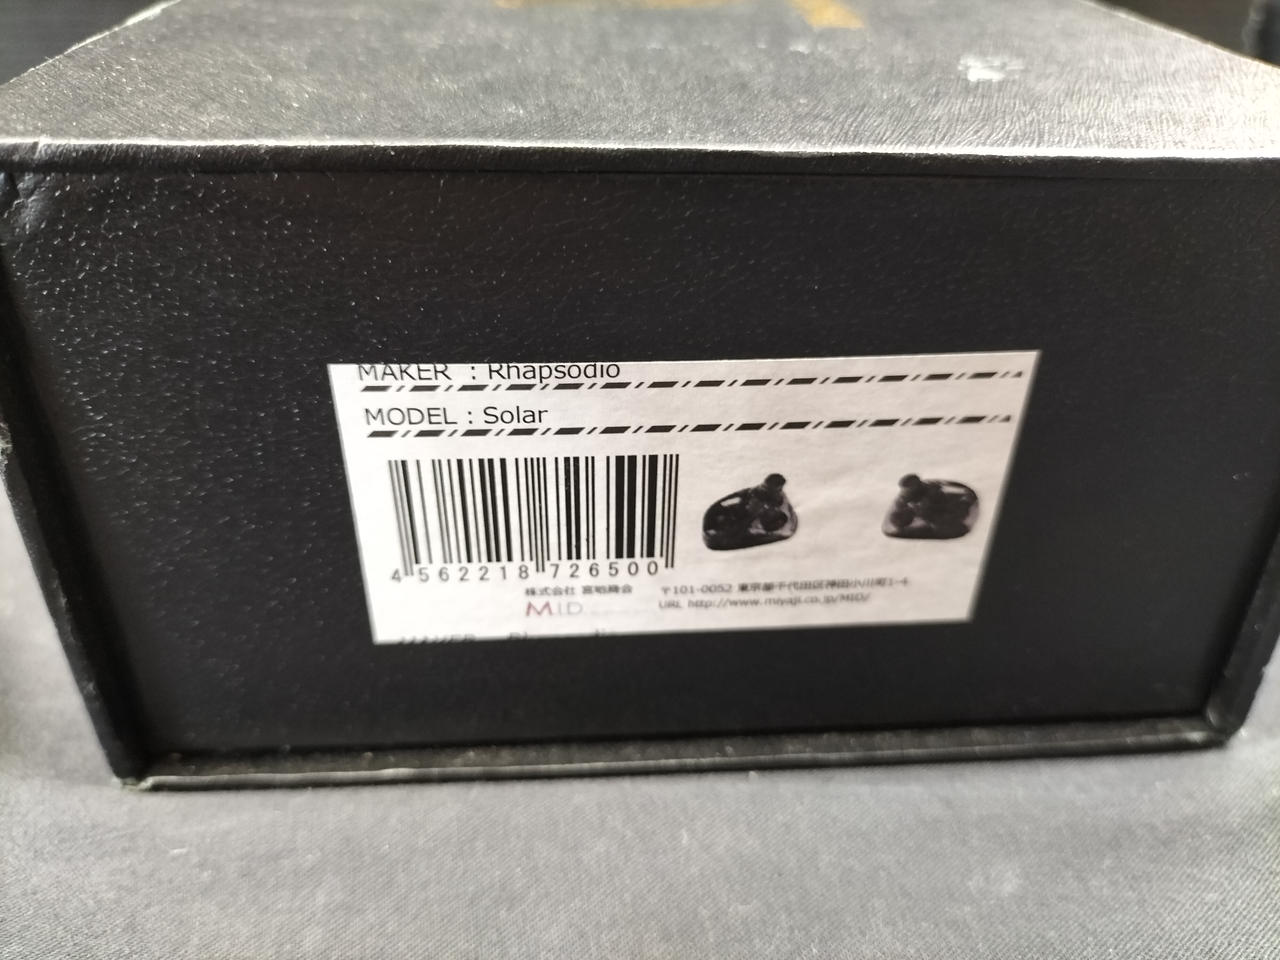 MAKER : Rhapsodio
MODEL : Solar
4 562218 726500
株式会社 宮地商会
〒101-0052 東京都千代田区神田小川町1-4
MID
URL http://www.miyaji.co.jp/MID/